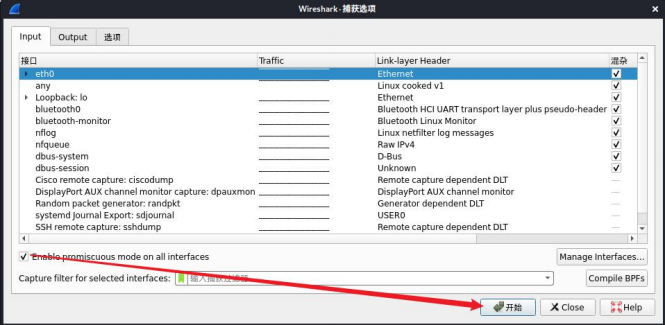 Wireshark·捕获选项
Input Output 选项
接口 Traffic Link-layer Header 混杂
eth0 Ethernet
any Linux cooked v1
Loopback: lo Ethernet
bluetooth0 Bluetooth HCI UART transport layer plus pseudo-header
bluetooth-monitor Bluetooth Linux Monitor
nflog Linux netfilter log messages
nfqueue Raw IPv4
dbus-system D-Bus
dbus-session Unknown
Cisco remote capture: ciscodump Remote capture dependent DLT
DisplayPort AUX channel monitor capture: dpauxmon DisplayPort AUX channel monitor
Random packet generator: randpkt Generator dependent DLT
systemd Journal Export: sdjournal USER0
SSH remote capture: sshdump Remote capture dependent DLT
Enable promiscuous mode on all interfaces Manage Interfaces...
Capture filter for selected interfaces: 输入捕获过滤器 Compile BPFs
开始 Close Help